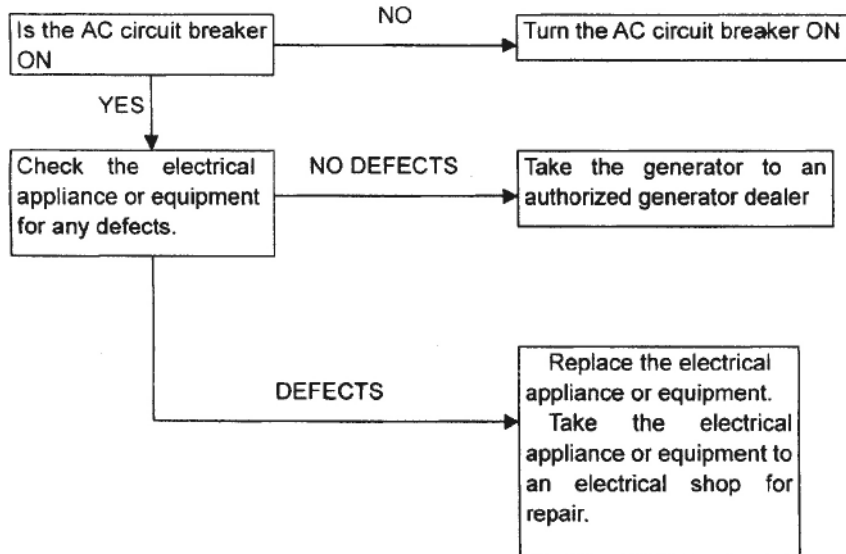 Is the AC circuit breaker
ON
NO
Turn the AC circuit breaker ON
YES
Check the electrical
appliance or equipment
for any defects.
NO DEFECTS
Take the generator to an
authorized generator dealer
DEFECTS
Replace the electrical
appliance or equipment.
Take the electrical
appliance or equipment to
an electrical shop for
repair.